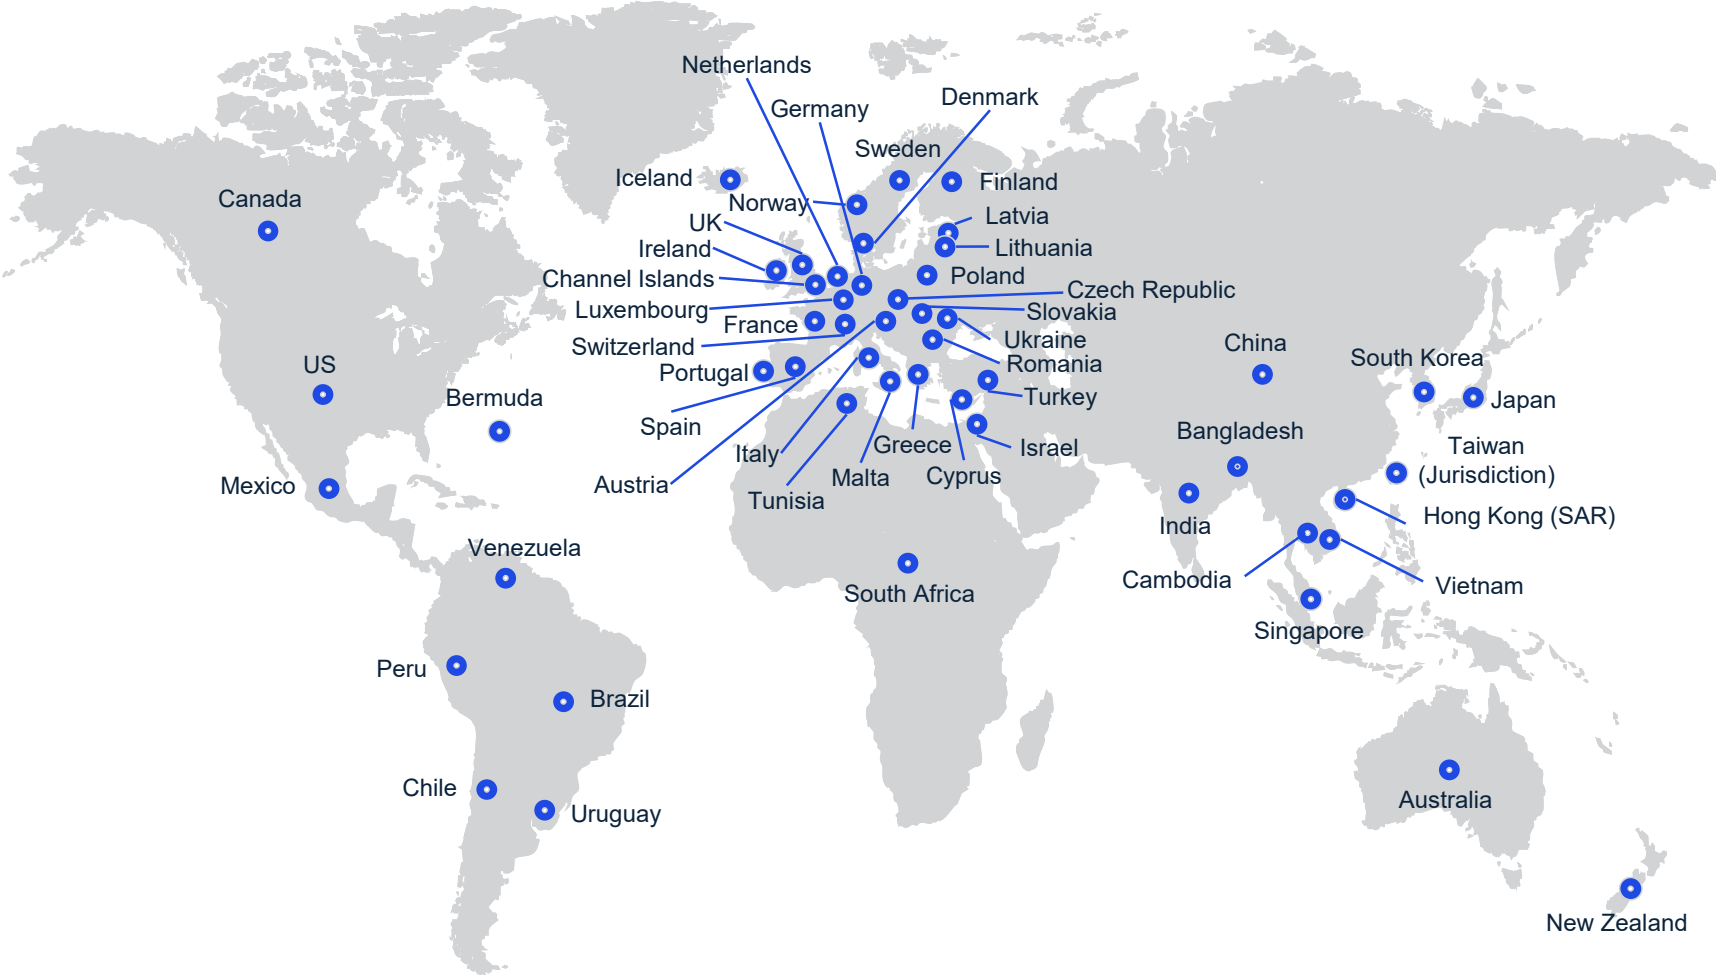 Netherlands
Germany
Denmark
Sweden
Iceland
Finland
Canada
Norway
Latvia
UK
Ireland
Lithuania
Channel Islands
Poland
Luxembourg
Czech Republic
Slovakia
France
Ukraine
Switzerland
Romania
China
South Korea
US
Portugal
Bermuda
Turkey
Japan
Spain
Bangladesh
Italy
Greece
Israel
Taiwan
(Jurisdiction)
Mexico
Austria
Malta
Cyprus
Tunisia
India
Hong Kong (SAR)
Venezuela
South Africa
Cambodia
Vietnam
Singapore
Peru
Brazil
Chile
Uruguay
Australia
New Zealand